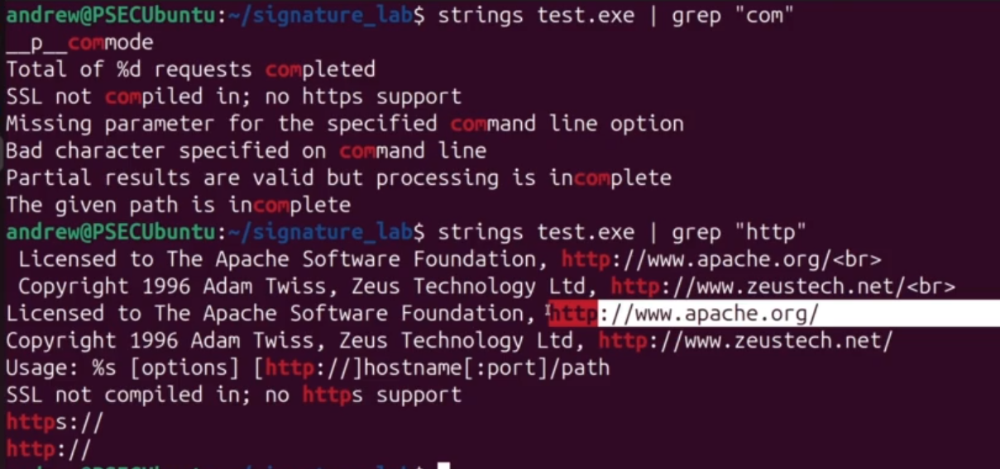 andrew@PSECUbuntu:~/signature_lab$ strings test.exe | grep "com"
__p__commode
Total of %d requests completed
SSL not compiled in; no https support
Missing parameter for the specified command line option
Bad character specified on command line
Partial results are valid but processing is incomplete
The given path is incomplete
andrew@PSECUbuntu:~/signature_lab$ strings test.exe | grep "http"
 Licensed to The Apache Software Foundation, http://www.apache.org/<br>
 Copyright 1996 Adam Twiss, Zeus Technology Ltd, http://www.zeustech.net/<br>
Licensed to The Apache Software Foundation, http://www.apache.org/
Copyright 1996 Adam Twiss, Zeus Technology Ltd, http://www.zeustech.net/
Usage: %s [options] [http://]hostname[:port]/path
SSL not compiled in; no https support
https://
http://